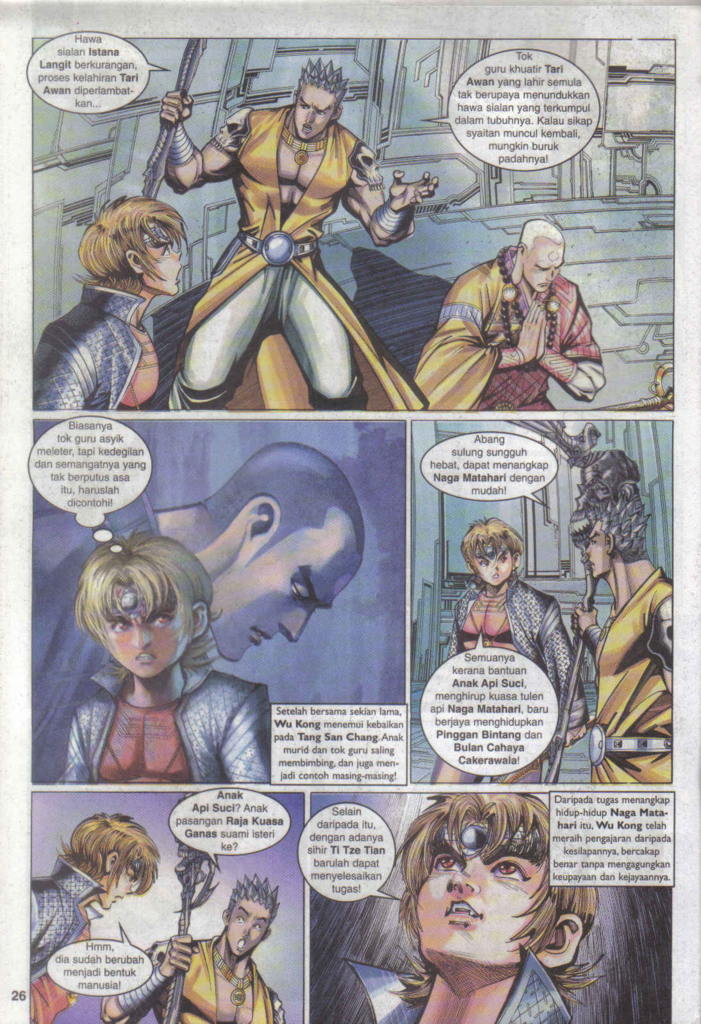 Hawa
sialan Istana
Langit berkurangan,
proses kelahiran Tari
Awan diperlambat-
kan...
Tok
guru khuatir Tari
Awan yang lahir semula
tak berupaya menundukkan
hawa sialan yang terkumpul
dalam tubuhnya. Kalau sikap
syaitan muncul kembali,
mungkin buruk
padahnya!
Biasanya
tok guru asyik
meleter, tapi kedegilan
dan semangatnya yang
tak berputus asa
itu, haruslah
dicontohi!
Setelah bersama sekian lama,
Wu Kong menemui kebaikan
pada Tang San Chang. Anak
murid dan tok guru saling
membimbing, dan juga men-
jadi contoh masing-masing!
Abang
sulung sungguh
hebat, dapat menangkap
Naga Matahari dengan
mudah!
Semuanya
kerana bantuan
Anak Api Suci,
menghirup kuasa tulen
api Naga Matahari, baru
berjaya menghidupkan
Pinggan Bintang dan
Bulan Cahaya
Cakerawala!
Anak
Api Suci? Anak
pasangan Raja Kuasa
Ganas suami isteri
ke?
Hmm,
dia sudah berubah
menjadi bentuk
manusia!
Selain
daripada itu,
dengan adanya
sihir Ti Tze Tian
barulah dapat
menyelesaikan
tugas!
Daripada tugas menangkap
hidup-hidup Naga Mata-
hari itu, Wu Kong telah
meraih pengajaran daripada
kesilapannya, bercakap
benar tanpa mengagungkan
keupayaan dan kejayaannya.
26